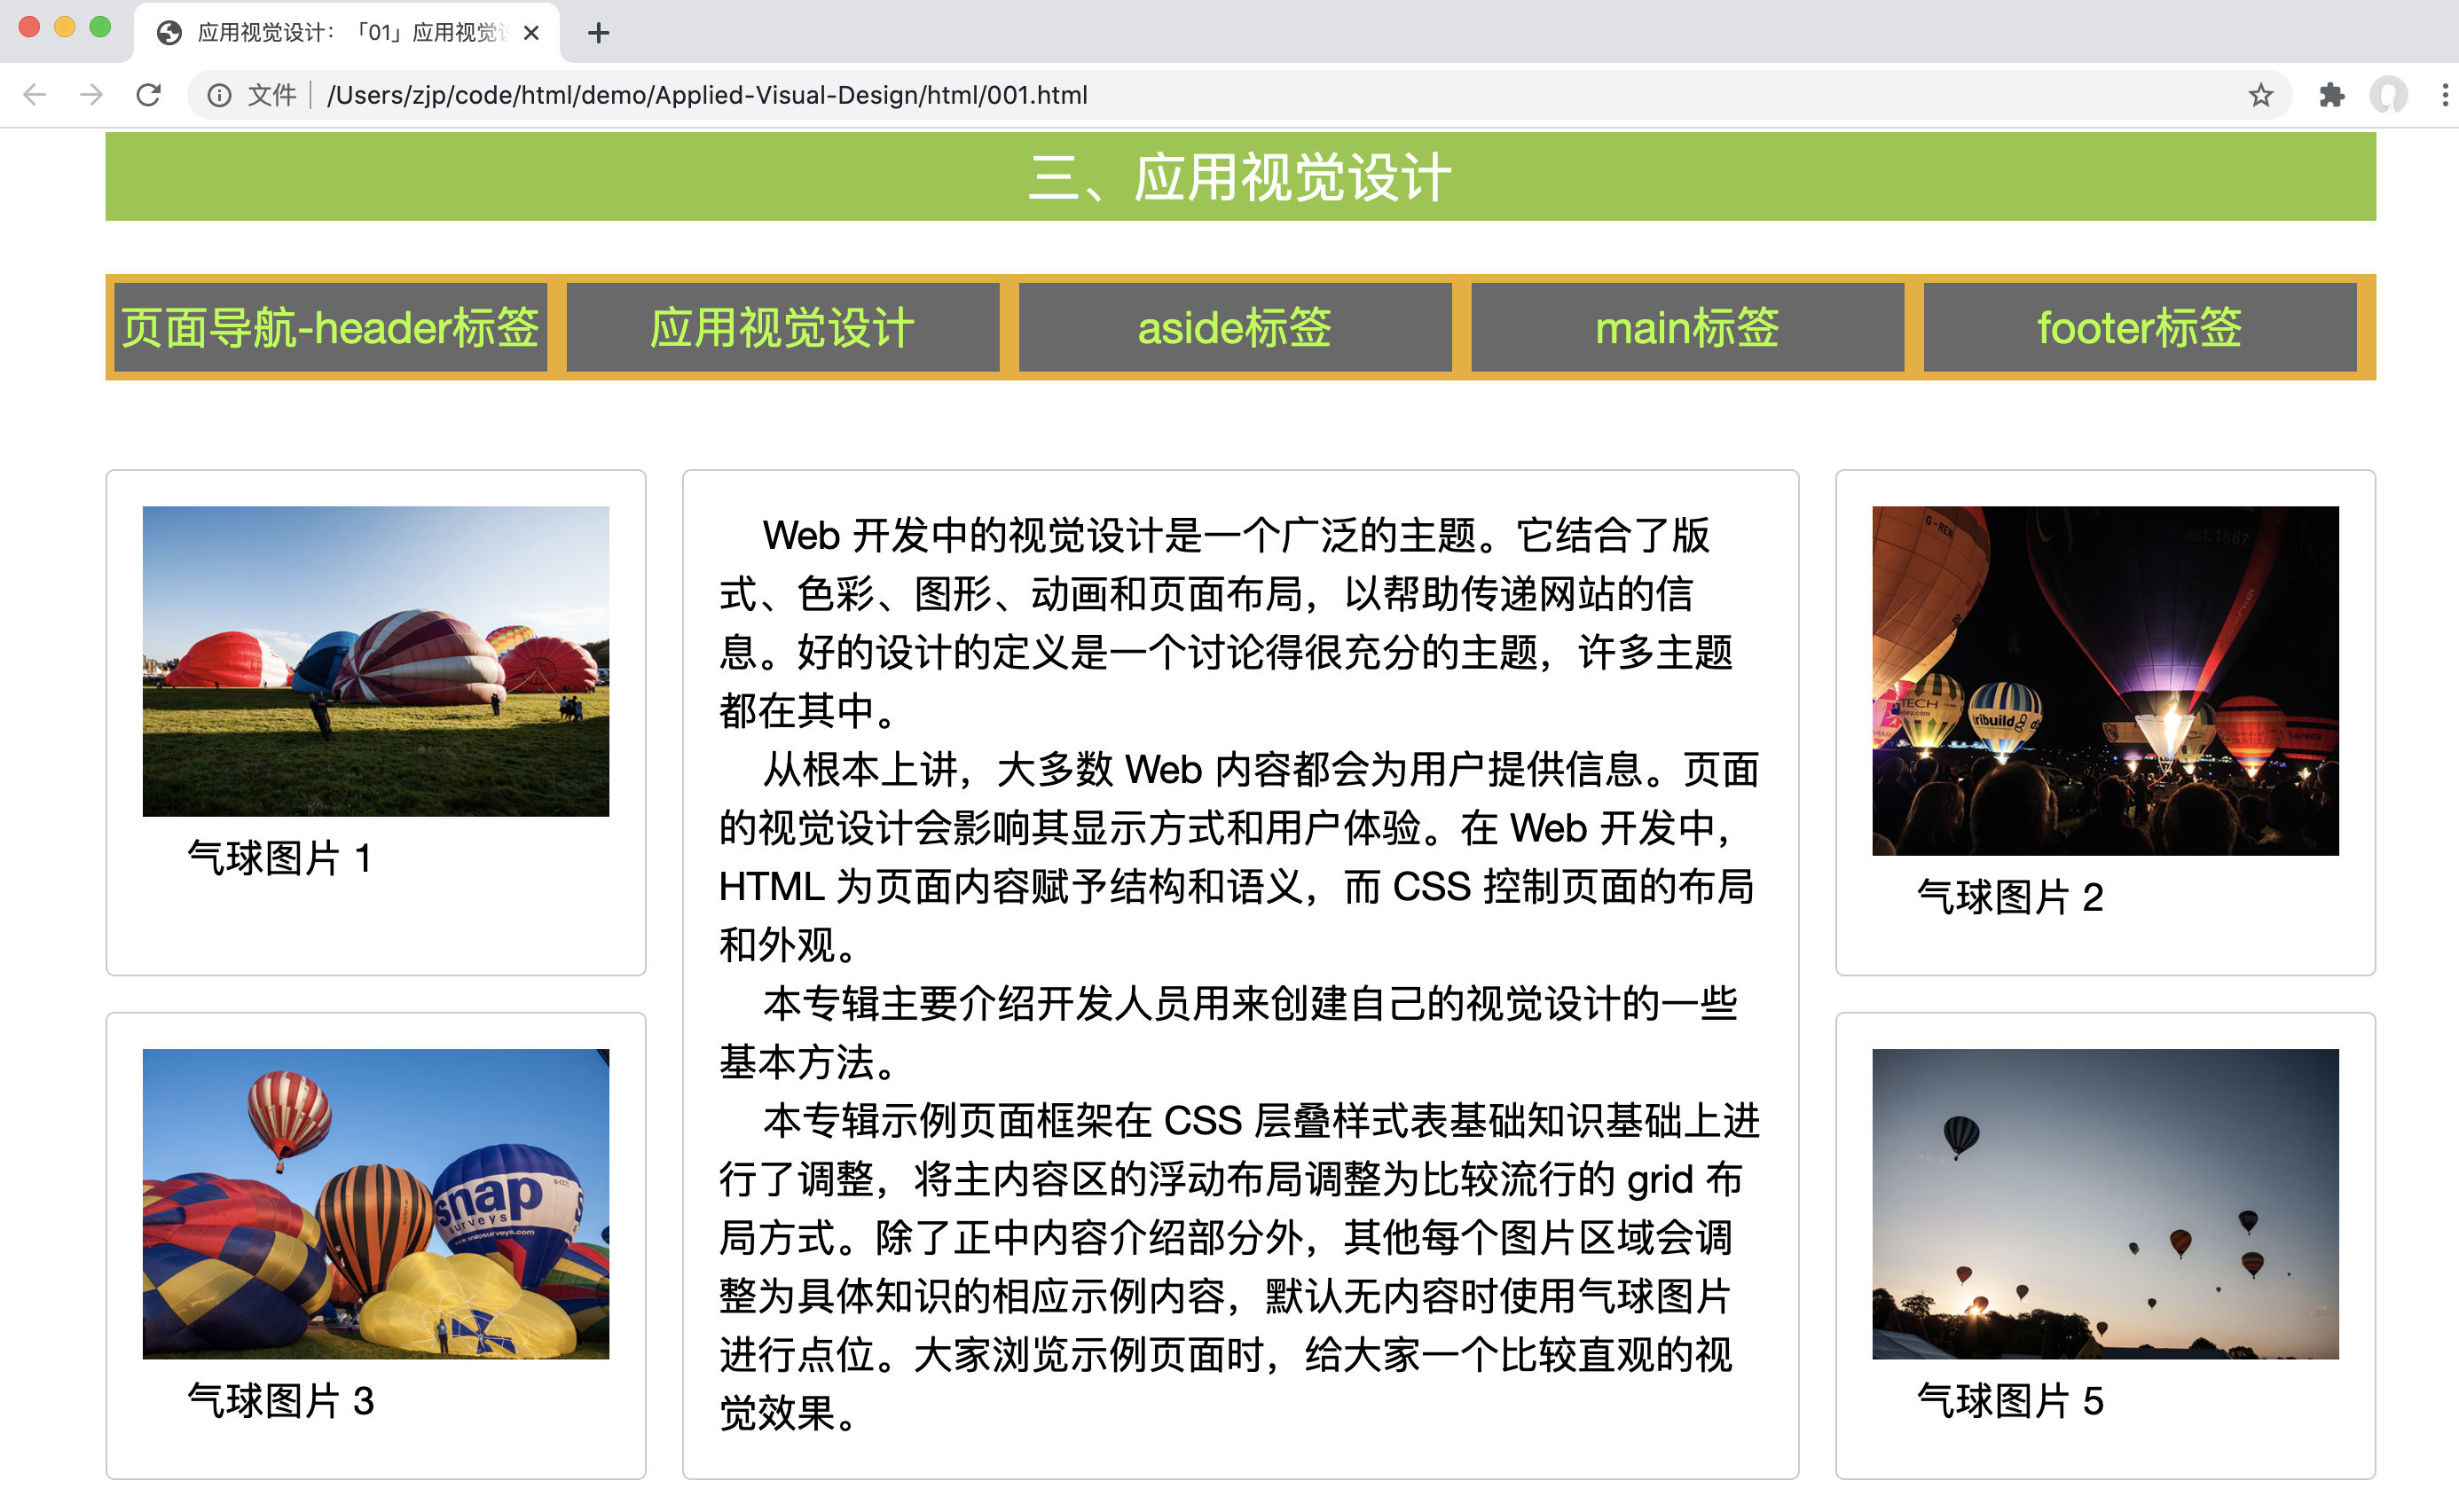 应用视觉设计：「01」应用视觉
文件 /Users/zjp/code/html/demo/Applied-Visual-Design/html/001.html
三、应用视觉设计
页面导航-header标签
应用视觉设计
aside标签
main标签
footer标签
气球图片 1
Web 开发中的视觉设计是一个广泛的主题。它结合了版
式、色彩、图形、动画和页面布局，以帮助传递网站的信
息。好的设计的定义是一个讨论得很充分的主题，许多主题
都在其中。
从根本上讲，大多数 Web 内容都会为用户提供信息。页面
的视觉设计会影响其显示方式和用户体验。在 Web 开发中，
HTML 为页面内容赋予结构和语义，而 CSS 控制页面的布局
和外观。
本专辑主要介绍开发人员用来创建自己的视觉设计的一些
基本方法。
本专辑示例页面框架在 CSS 层叠样式表基础知识基础上进
行了调整，将主内容区的浮动布局调整为比较流行的 grid 布
局方式。除了正中内容介绍部分外，其他每个图片区域会调
整为具体知识的相应示例内容，默认无内容时使用气球图片
进行点位。大家浏览示例页面时，给大家一个比较直观的视
觉效果。
G-REN
est.1867
TECH
ribuild
气球图片 2
snap
surveys
www.snapsurveys.com
气球图片 3
气球图片 5